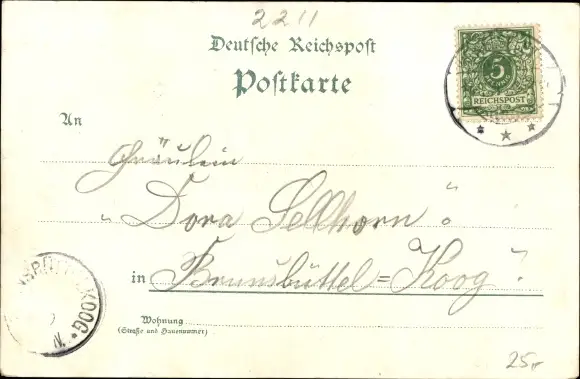 2211
Deutsche Reichspost
Postkarte
5
REICHSPOST
An
Fräulein
" Dora Sellhorn "
in Brunsbüttel=Koog
Wohnung
(Straße und Hausnummer)
KOOG
25,-